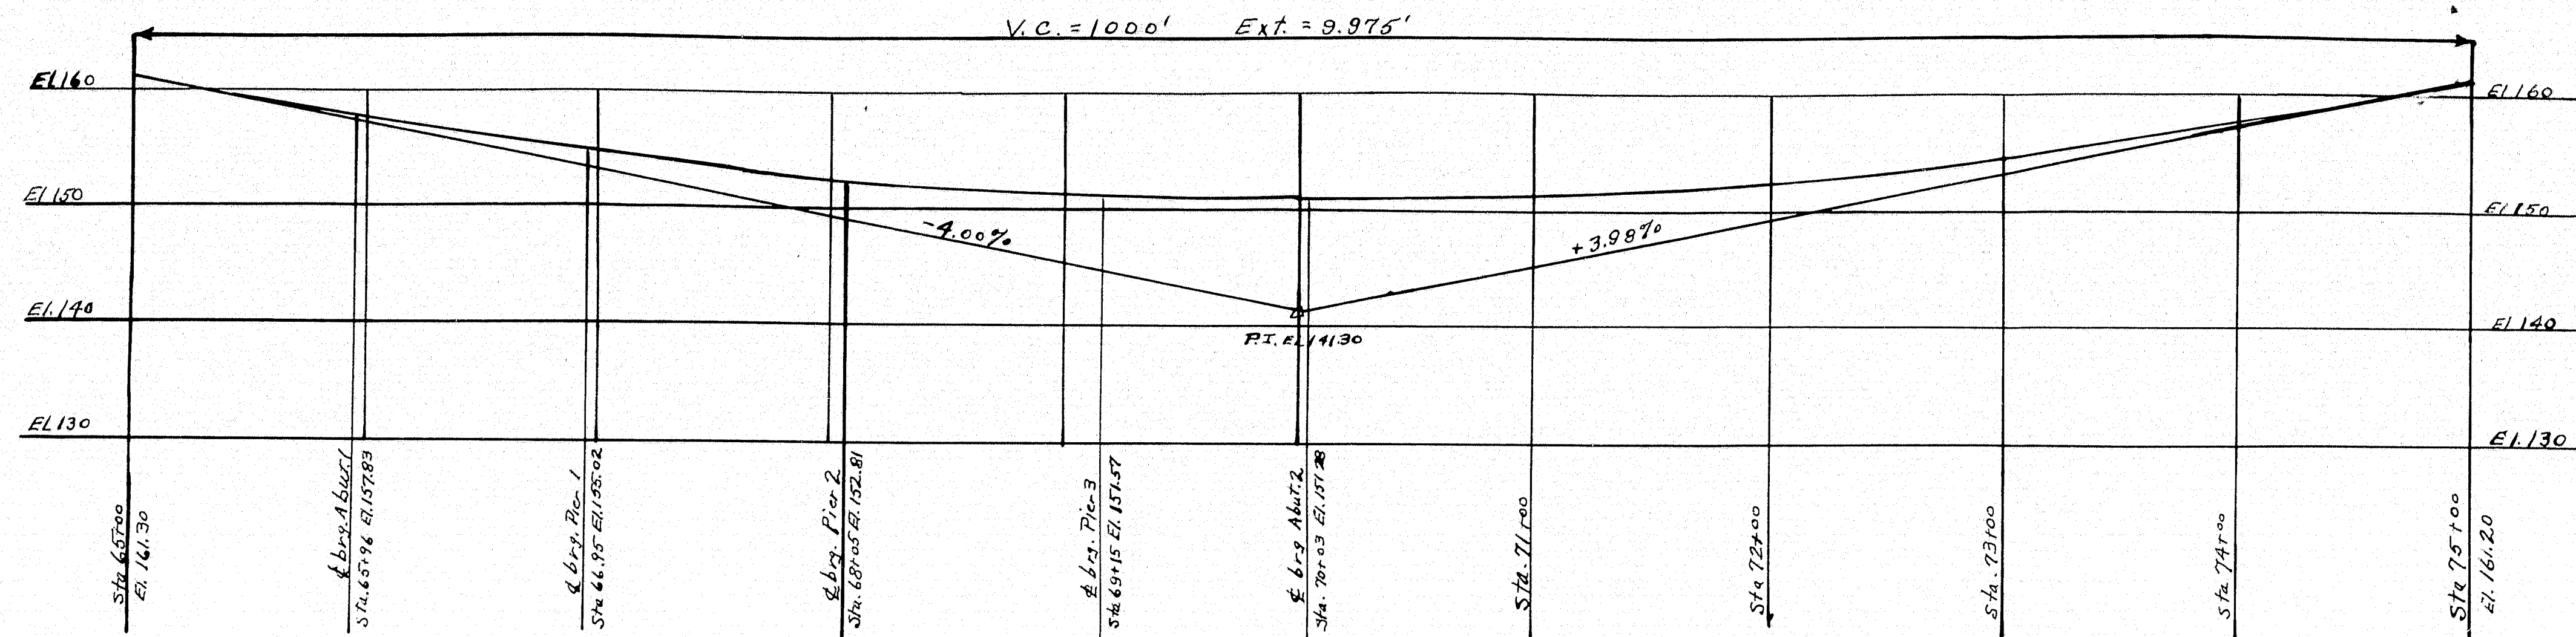 V.C. = 1000' Ext. = 9.975'
El 160
El 160
El 150
El 150
-4.00%
+3.98%
El. 140
El 140
P.I. El 141.30
El 130
El. 130
Sta 65+00
El. 161.30
℄ brg. Abut. 1
Sta. 65+96 El. 157.83
℄ brg. Pier 1
Sta 66.95 El. 155.02
℄ brg. Pier 2
Sta. 68+05 El. 152.81
℄ brg. Pier 3
Sta 69+15 El. 151.57
℄ brg Abut. 2
Sta. 70+03 El. 151.28
Sta. 71+00
Sta 72+00
Sta. 73+00
Sta 74+00
Sta 75+00
El. 161.20